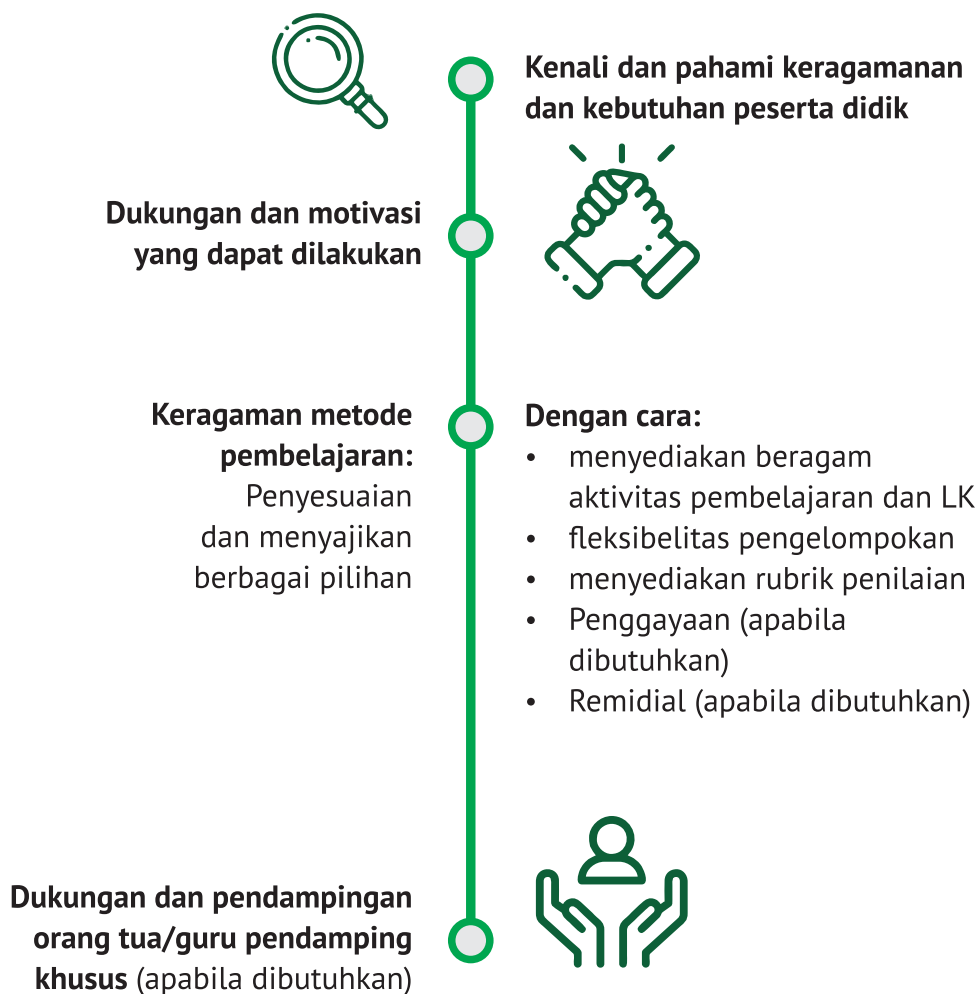 Kenali dan pahami keragamanan
dan kebutuhan peserta didik
Dukungan dan motivasi
yang dapat dilakukan
Keragaman metode
pembelajaran:
Penyesuaian
dan menyajikan
berbagai pilihan
Dengan cara:
• menyediakan beragam
aktivitas pembelajaran dan LK
• fleksibelitas pengelompokan
• menyediakan rubrik penilaian
• Penggayaan (apabila
dibutuhkan)
• Remidial (apabila dibutuhkan)
Dukungan dan pendampingan
orang tua/guru pendamping
khusus (apabila dibutuhkan)